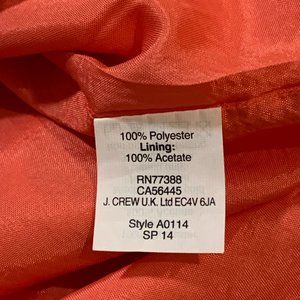 100% Polyester
Lining:
100% Acetate
RN77388
CA56445
J. CREW U.K. Ltd EC4V 6JA
Style A0114
SP 14